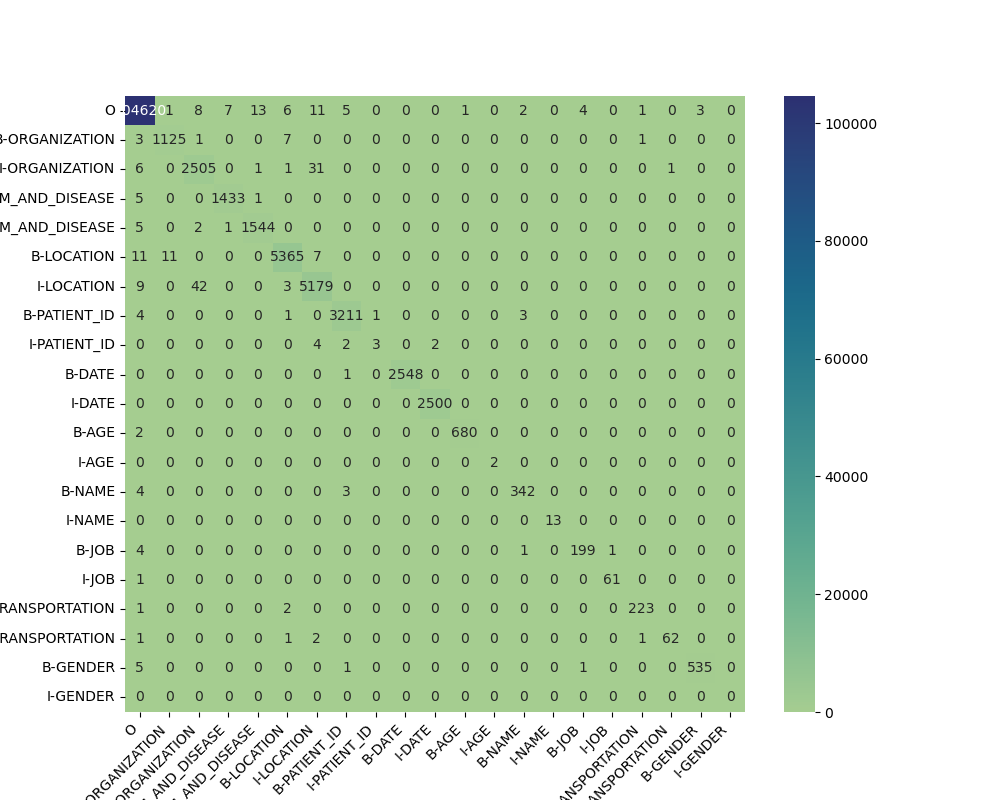 O 04620 1 8 7 13 6 11 5 0 0 0 1 0 2 0 4 0 1 0 3 0
B-ORGANIZATION 3 1125 1 0 0 7 0 0 0 0 0 0 0 0 0 0 0 1 0 0 0
I-ORGANIZATION 6 0 2505 0 1 1 31 0 0 0 0 0 0 0 0 0 0 0 1 0 0
M_AND_DISEASE 5 0 0 1433 1 0 0 0 0 0 0 0 0 0 0 0 0 0 0 0 0
M_AND_DISEASE 5 0 2 1 1544 0 0 0 0 0 0 0 0 0 0 0 0 0 0 0 0
B-LOCATION 11 11 0 0 0 5365 7 0 0 0 0 0 0 0 0 0 0 0 0 0 0
I-LOCATION 9 0 42 0 0 3 5179 0 0 0 0 0 0 0 0 0 0 0 0 0 0
B-PATIENT_ID 4 0 0 0 0 1 0 3211 1 0 0 0 0 3 0 0 0 0 0 0 0
I-PATIENT_ID 0 0 0 0 0 0 4 2 3 0 2 0 0 0 0 0 0 0 0 0 0
B-DATE 0 0 0 0 0 0 0 1 0 2548 0 0 0 0 0 0 0 0 0 0 0
I-DATE 0 0 0 0 0 0 0 0 0 0 2500 0 0 0 0 0 0 0 0 0 0
B-AGE 2 0 0 0 0 0 0 0 0 0 0 680 0 0 0 0 0 0 0 0 0
I-AGE 0 0 0 0 0 0 0 0 0 0 0 0 2 0 0 0 0 0 0 0 0
B-NAME 4 0 0 0 0 0 0 3 0 0 0 0 0 342 0 0 0 0 0 0 0
I-NAME 0 0 0 0 0 0 0 0 0 0 0 0 0 0 13 0 0 0 0 0 0
B-JOB 4 0 0 0 0 0 0 0 0 0 0 0 0 1 0 199 1 0 0 0 0
I-JOB 1 0 0 0 0 0 0 0 0 0 0 0 0 0 0 0 61 0 0 0 0
RANSPORTATION 1 0 0 0 0 2 0 0 0 0 0 0 0 0 0 0 0 223 0 0 0
RANSPORTATION 1 0 0 0 0 1 2 0 0 0 0 0 0 0 0 0 0 1 62 0 0
B-GENDER 5 0 0 0 0 0 0 1 0 0 0 0 0 0 0 1 0 0 0 535 0
I-GENDER 0 0 0 0 0 0 0 0 0 0 0 0 0 0 0 0 0 0 0 0 0
O
ORGANIZATION
ORGANIZATION
_AND_DISEASE
_AND_DISEASE
B-LOCATION
I-LOCATION
B-PATIENT_ID
I-PATIENT_ID
B-DATE
I-DATE
B-AGE
I-AGE
B-NAME
I-NAME
B-JOB
I-JOB
ANSPORTATION
ANSPORTATION
B-GENDER
I-GENDER
100000
80000
60000
40000
20000
0